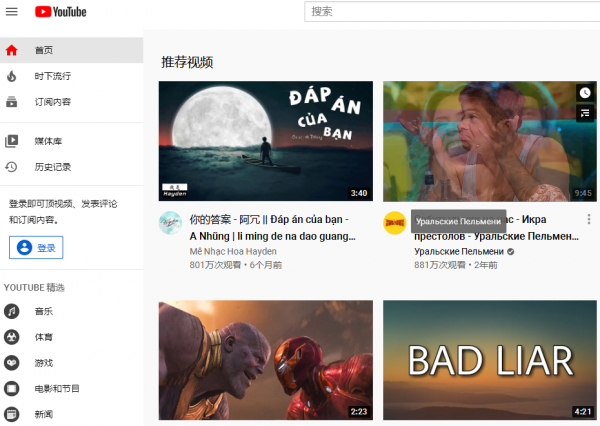 YouTube
搜索
首页
时下流行
订阅内容
媒体库
历史记录
登录即可顶视频、发表评论
和订阅内容。
登录
YOUTUBE 精选
音乐
体育
游戏
电影和节目
新闻
推荐视频
ĐÁP ÁN
CỦA BẠN
Hayden
3:40
你的答案 - 阿冗 || Đáp án của bạn -
A Nhũng | li ming de na dao guang...
Mê Nhạc Hoa Hayden
801万次观看 • 6个月前
9:45
Уральские Пельмени
ас - Икра
престолов - Уральские Пельмен...
Уральские Пельмени
881万次观看 • 2年前
2:23
BAD LIAR
4:21